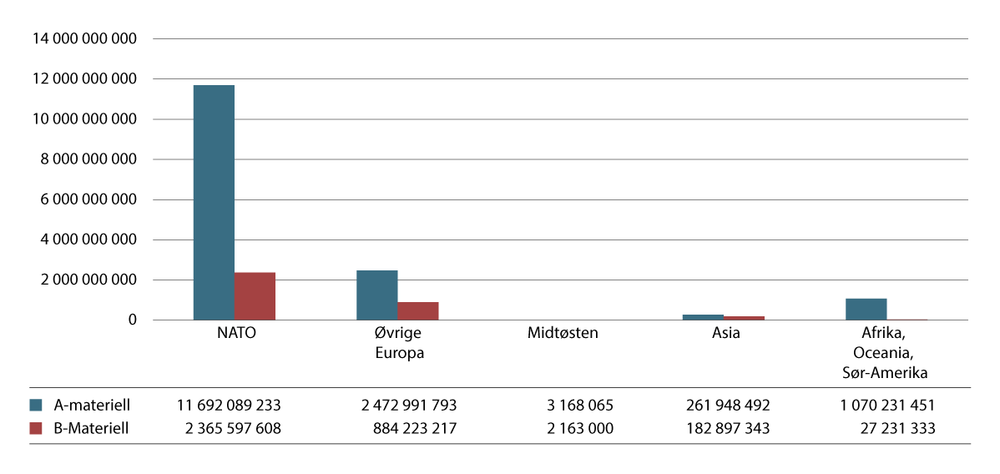 14 000 000 000
12 000 000 000
10 000 000 000
8 000 000 000
6 000 000 000
4 000 000 000
2 000 000 000
0
NATO Øvrige Midtøsten Asia Afrika,
Europa Oceania,
Sør-Amerika
A-materiell 11 692 089 233 2 472 991 793 3 168 065 261 948 492 1 070 231 451
B-Materiell 2 365 597 608 884 223 217 2 163 000 182 897 343 27 231 333